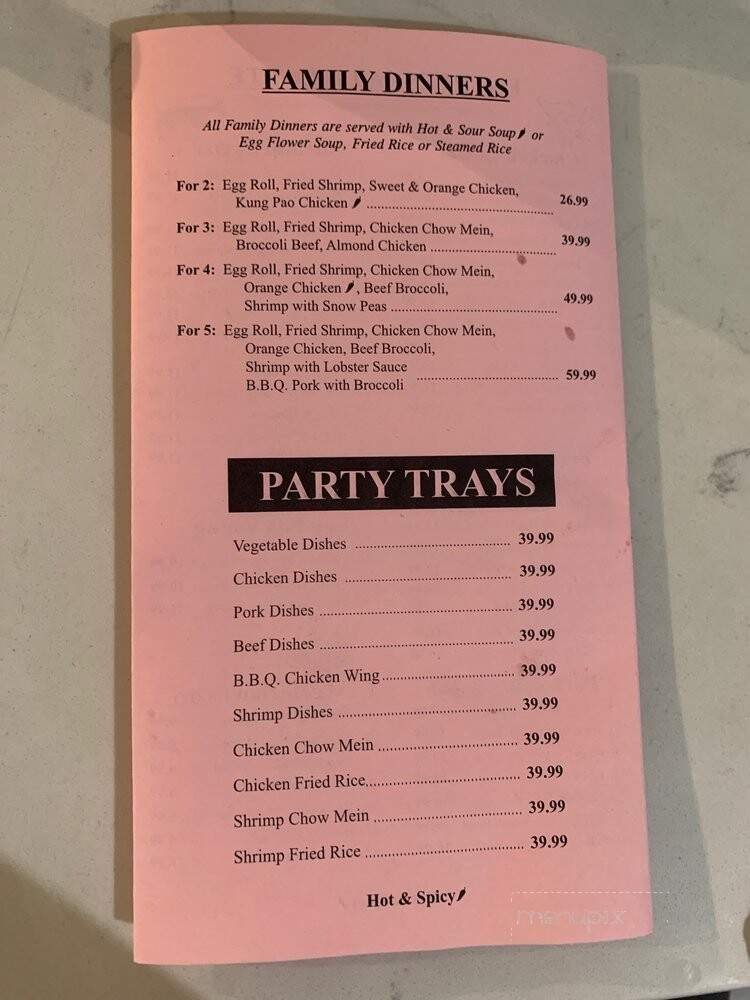 FAMILY DINNERS
All Family Dinners are served with Hot & Sour Soup or
Egg Flower Soup, Fried Rice or Steamed Rice
For 2: Egg Roll, Fried Shrimp, Sweet & Orange Chicken,
Kung Pao Chicken ........................................ 26.99
For 3: Egg Roll, Fried Shrimp, Chicken Chow Mein,
Broccoli Beef, Almond Chicken ........................... 39.99
For 4: Egg Roll, Fried Shrimp, Chicken Chow Mein,
Orange Chicken , Beef Broccoli,
Shrimp with Snow Peas ........................................ 49.99
For 5: Egg Roll, Fried Shrimp, Chicken Chow Mein,
Orange Chicken, Beef Broccoli,
Shrimp with Lobster Sauce
B.B.Q. Pork with Broccoli .................................. 59.99
PARTY TRAYS
Vegetable Dishes ..................................... 39.99
Chicken Dishes ........................................ 39.99
Pork Dishes .............................................. 39.99
Beef Dishes .............................................. 39.99
B.B.Q. Chicken Wing ............................... 39.99
Shrimp Dishes .......................................... 39.99
Chicken Chow Mein ................................. 39.99
Chicken Fried Rice .................................... 39.99
Shrimp Chow Mein ................................... 39.99
Shrimp Fried Rice ..................................... 39.99
Hot & Spicy
menupix